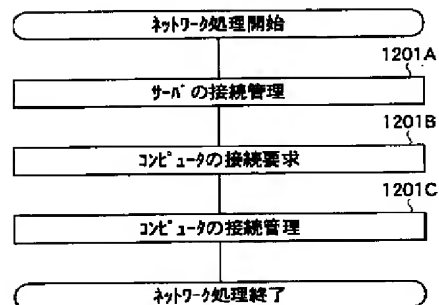 ネットワーク処理開始
1201A
サーバの接続管理
1201B
コンピュータの接続要求
1201C
コンピュータの接続管理
ネットワーク処理終了